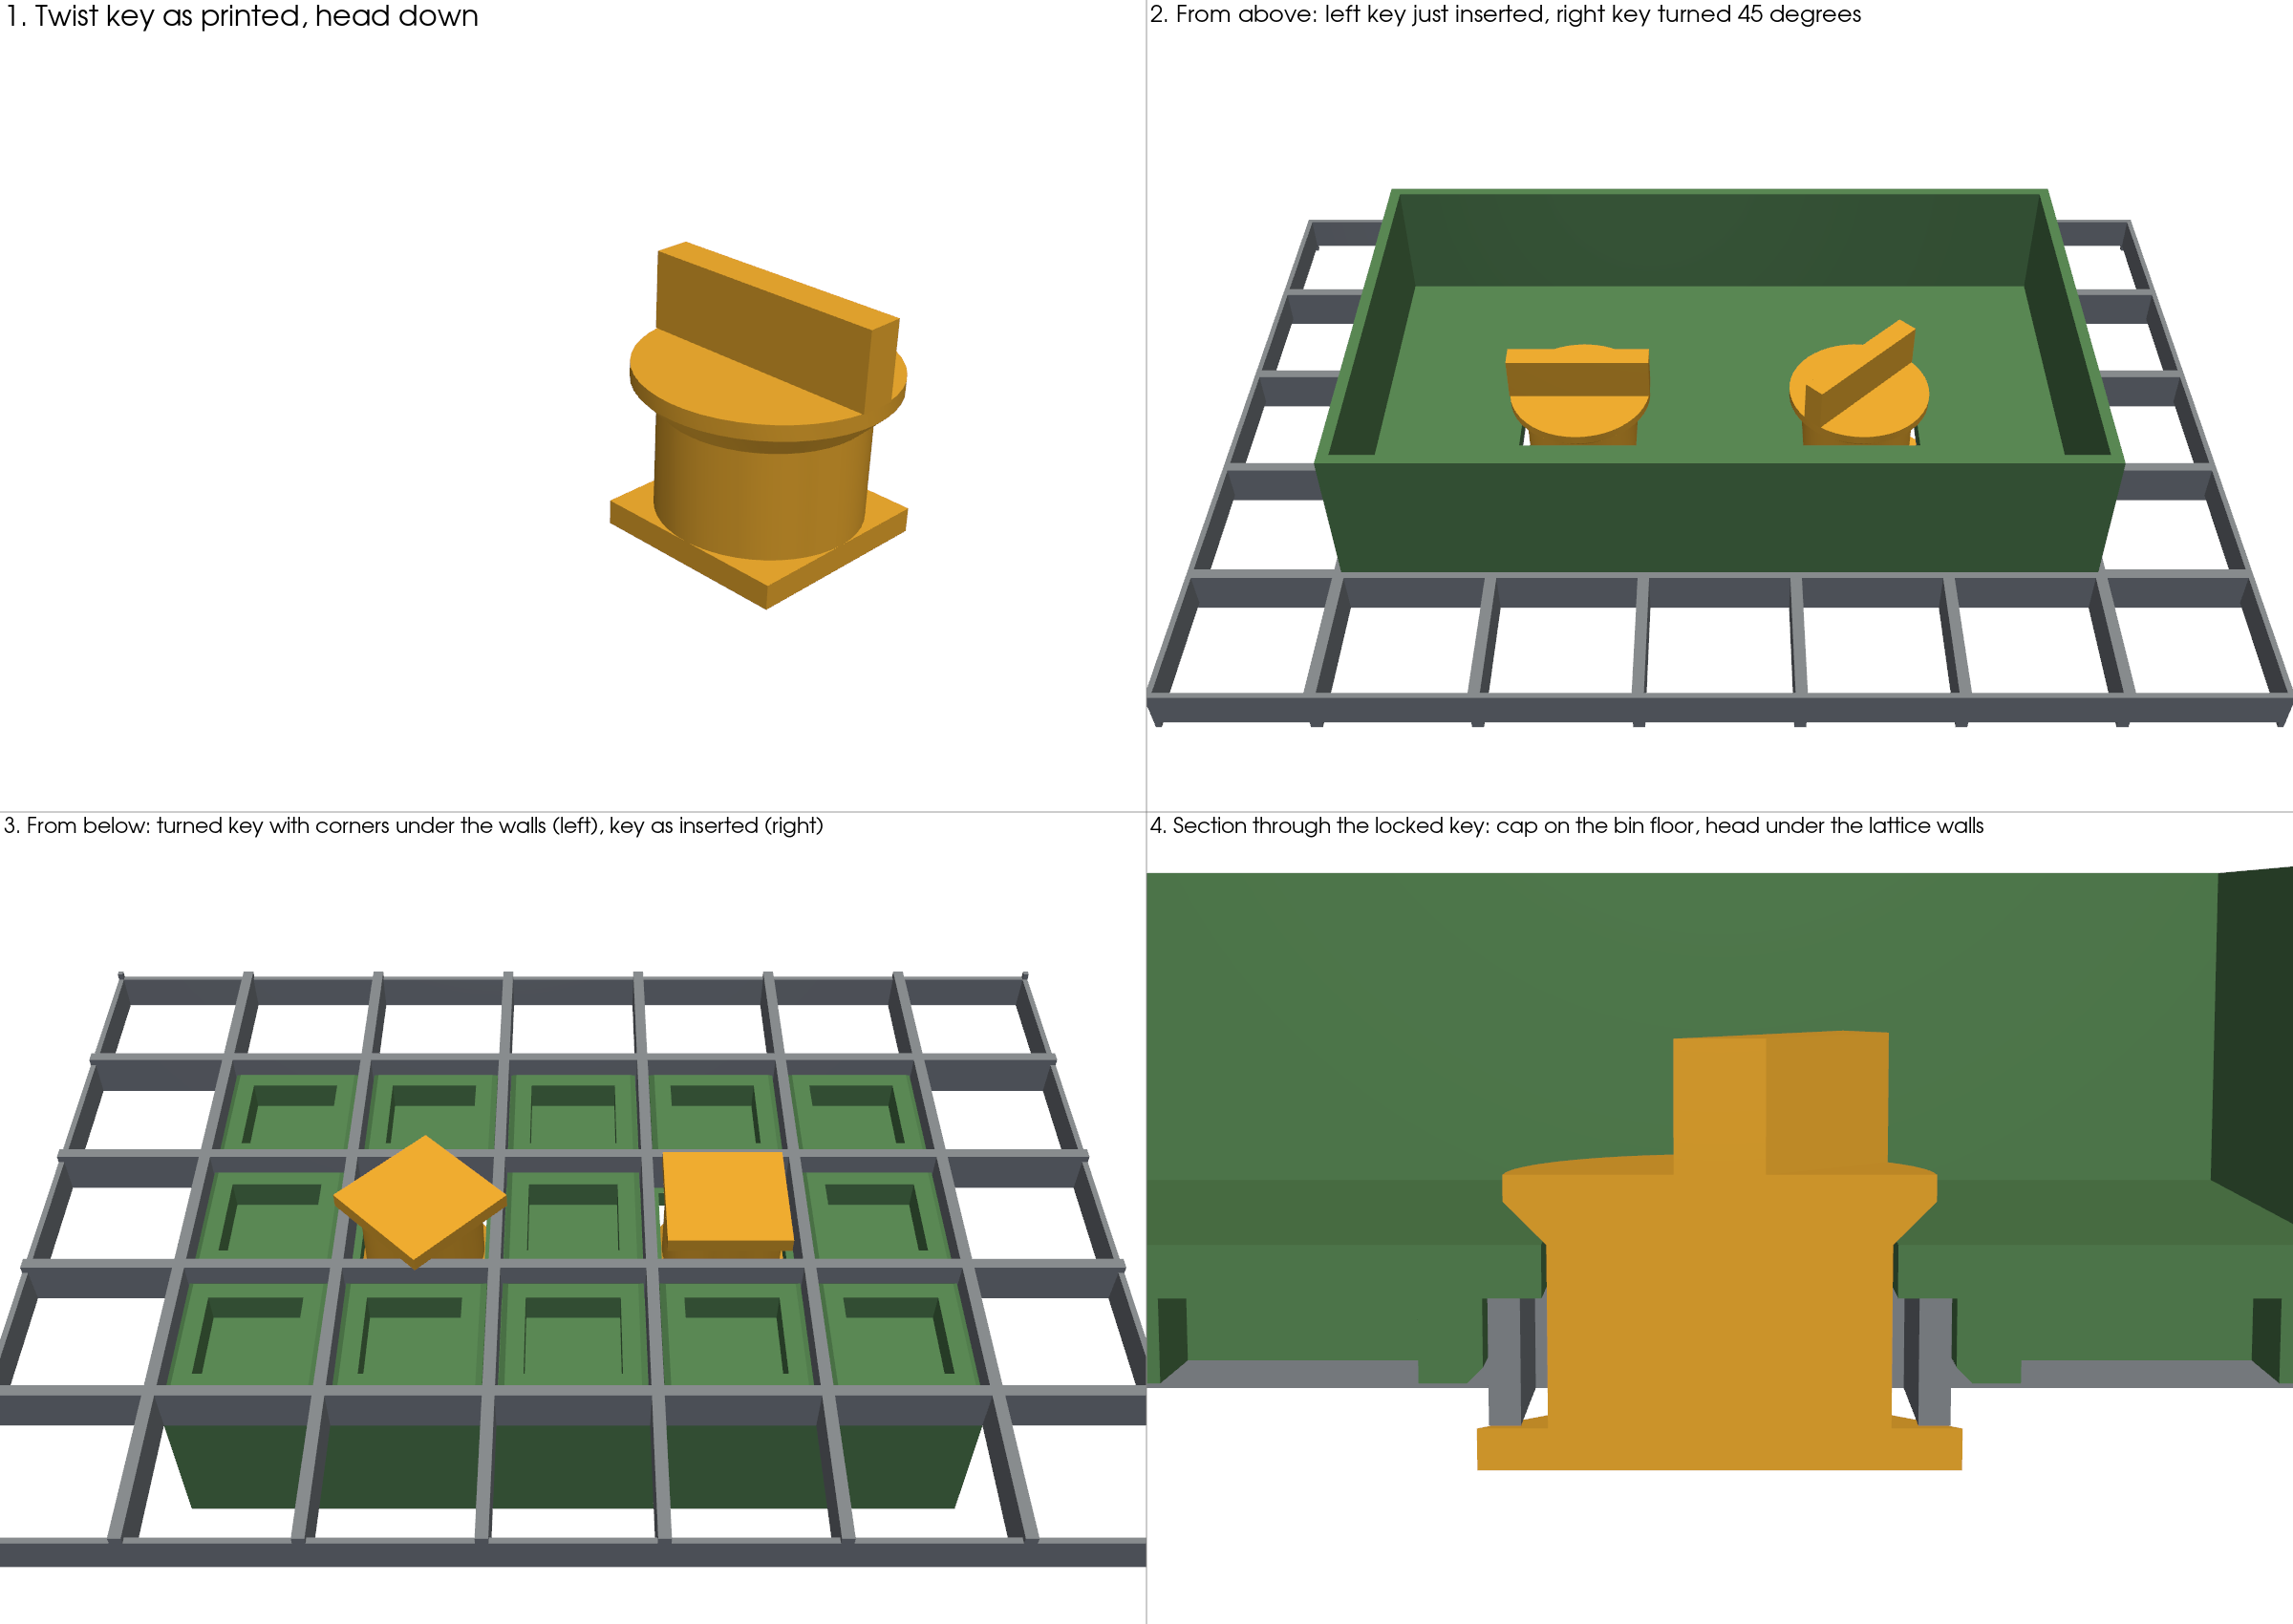 1. Twist key as printed, head down
2. From above: left key just inserted, right key turned 45 degrees
3. From below: turned key with corners under the walls (left), key as inserted (right)
4. Section through the locked key: cap on the bin floor, head under the lattice walls